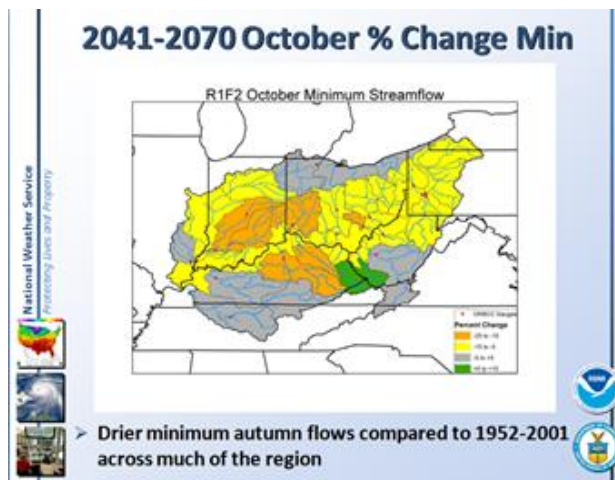 2041-2070 October % Change Min
R1F2 October Minimum Streamflow
National Weather Service
Protecting Lives and Property
Percent Change
Drier minimum autumn flows compared to 1952-2001
across much of the region